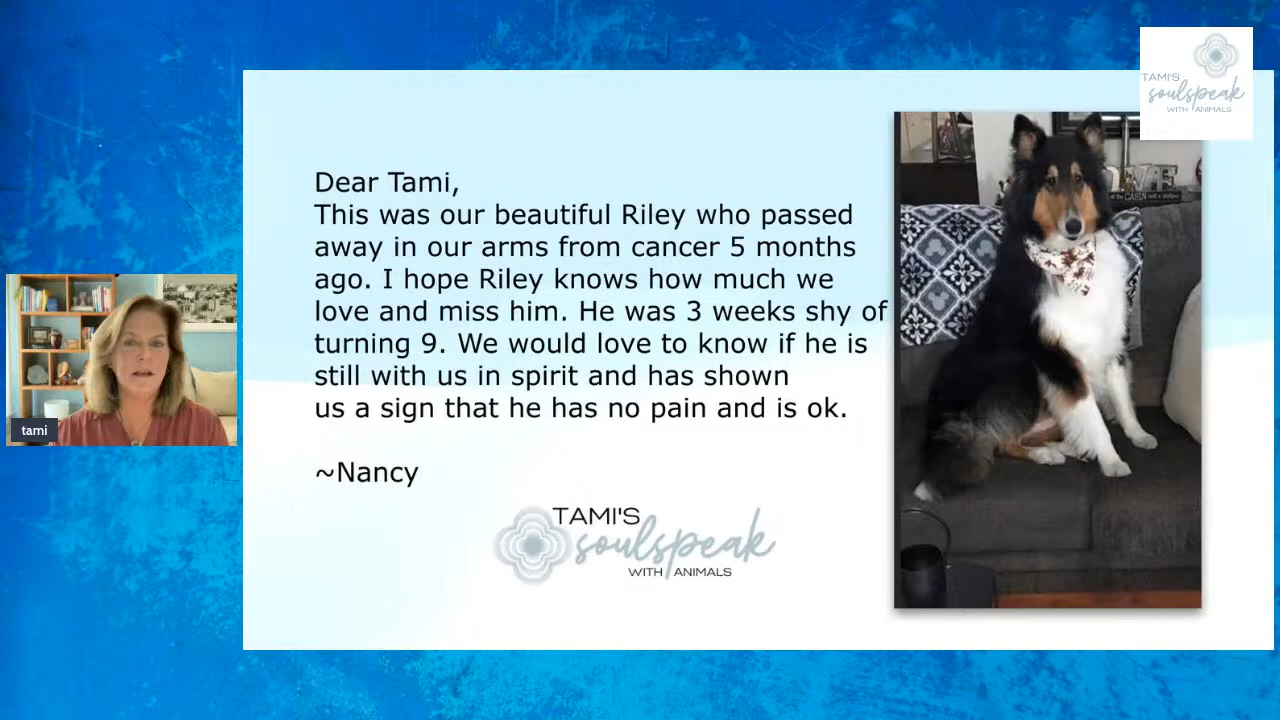 TAMI'S
soulspeak
WITH ANIMALS
Dear Tami,
This was our beautiful Riley who passed
away in our arms from cancer 5 months
ago. I hope Riley knows how much we
love and miss him. He was 3 weeks shy of
turning 9. We would love to know if he is
still with us in spirit and has shown
us a sign that he has no pain and is ok.
~Nancy
TAMI'S
soulspeak
WITH ANIMALS
tami